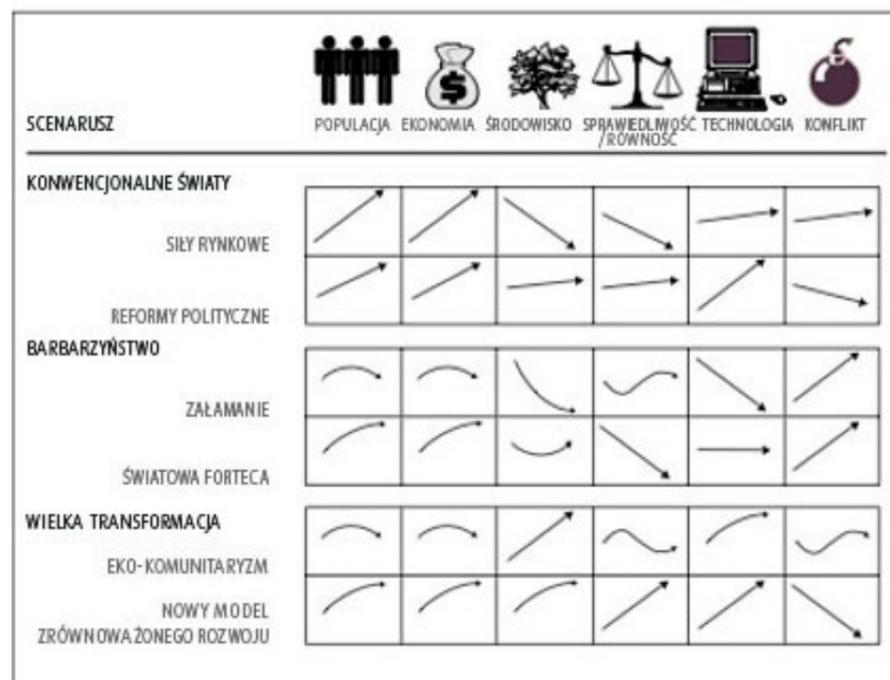 SCENARUSZ
POPULACJA EKONOMIA ŚRODOWISKO SPRAWIEDLIWOŚĆ TECHNOLOGIA KONFLIKT
/RÓWNOŚĆ
KONWENCJONALNE ŚWIATY
SIŁY RYNKOWE
REFORMY POLITYCZNE
BARBARZYŃSTWO
ZAŁAMANIE
ŚWIATOWA FORTECA
WIELKA TRANSFORMACJA
EKO-KOMUNITARYZM
NOWY MODEL
ZRÓWNOWAŻONEGO ROZWOJU